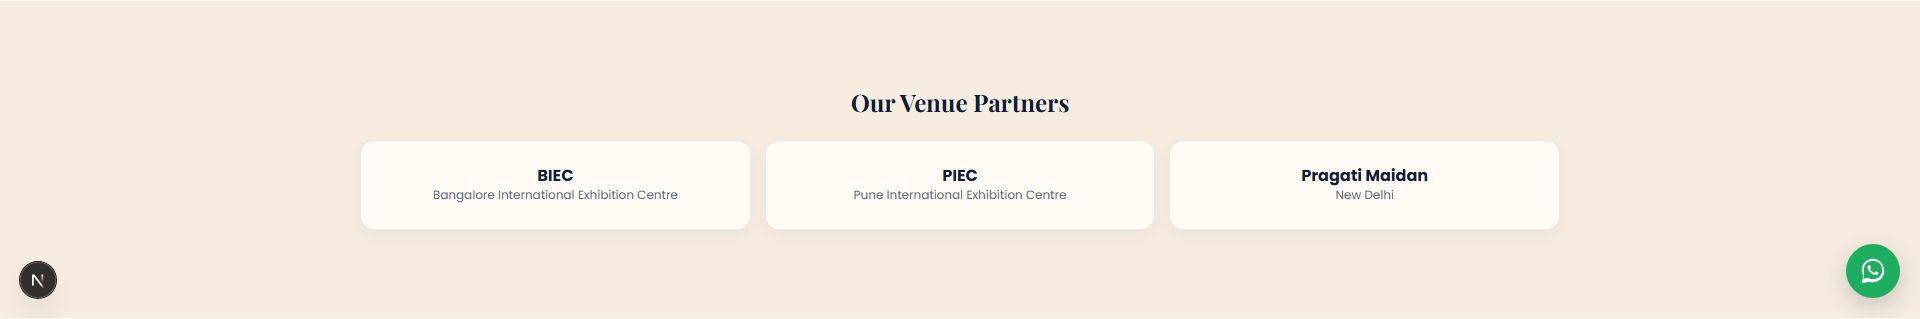 Our Venue Partners
BIEC
Bangalore International Exhibition Centre
PIEC
Pune International Exhibition Centre
Pragati Maidan
New Delhi
N